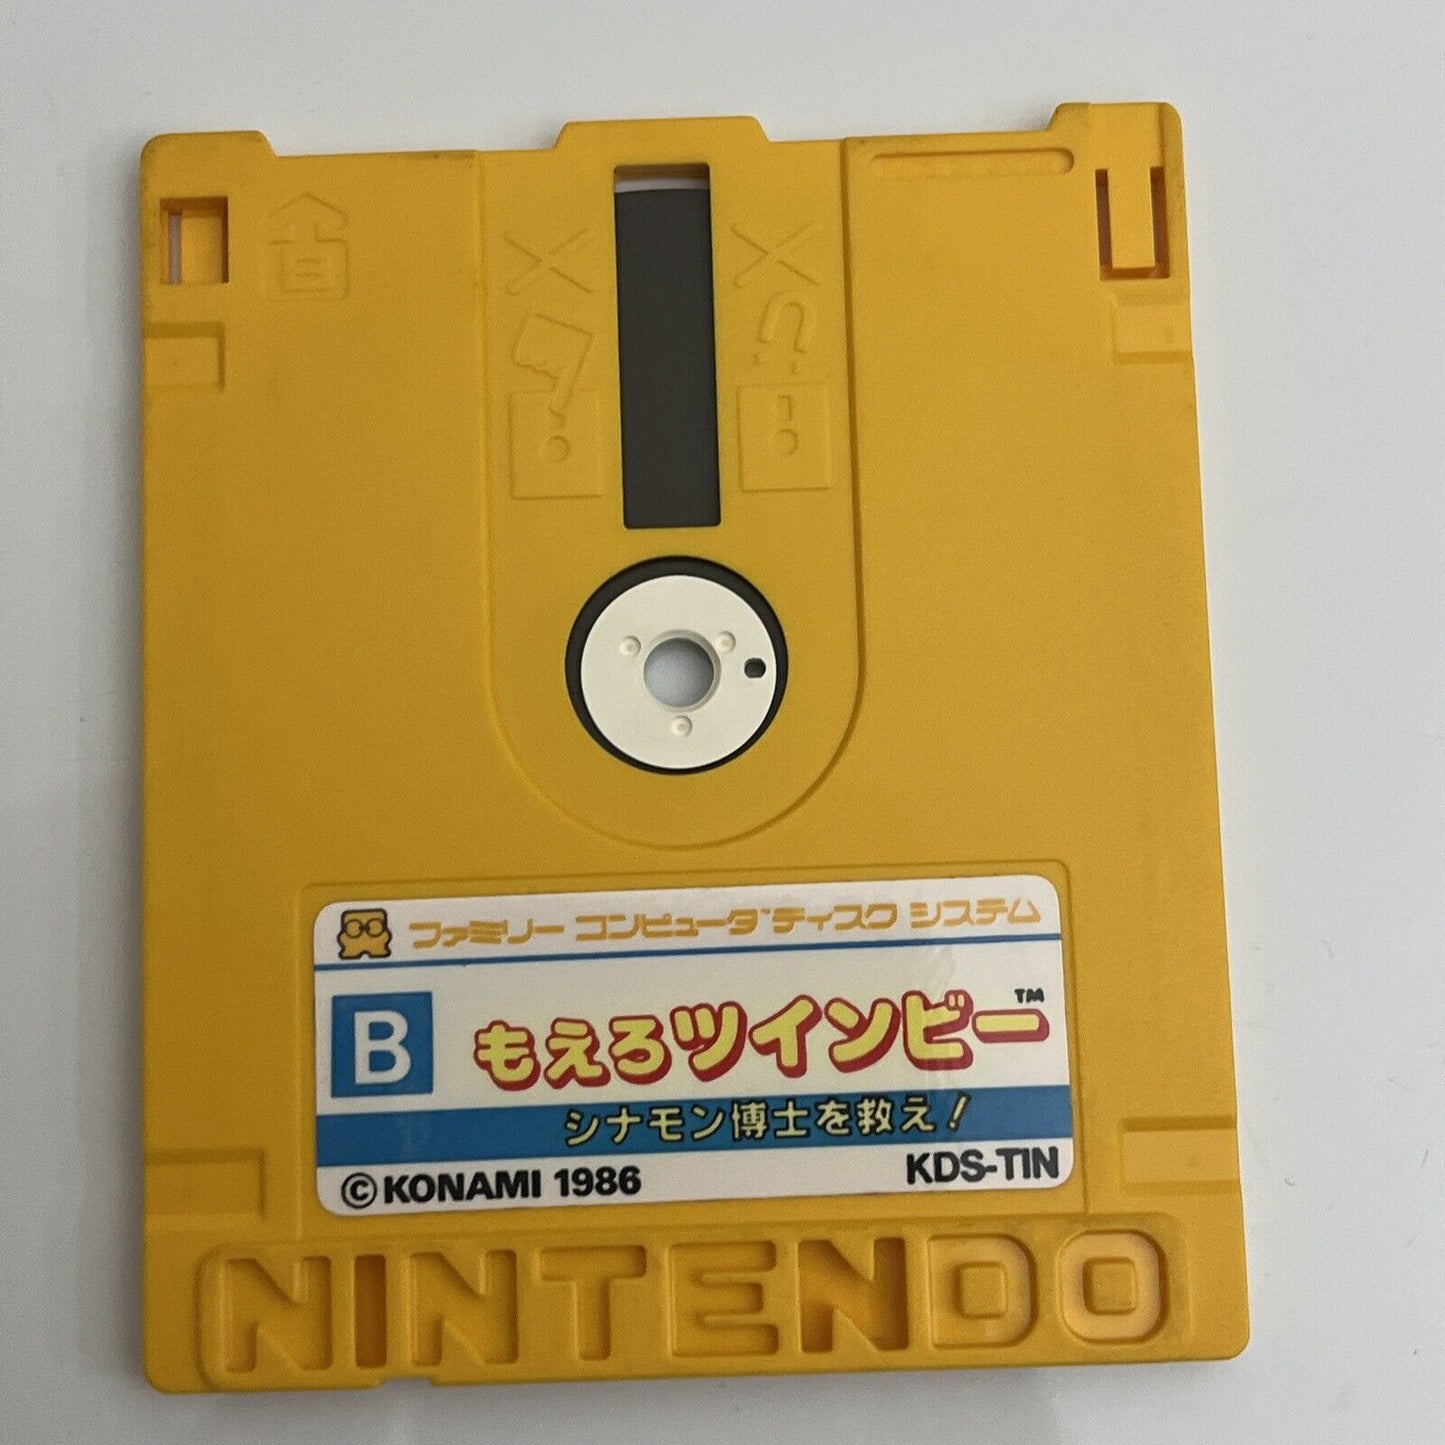 ファミリー コンピュータ ディスク システム
B
もえろツインビー™
シナモン博士を救え!
©KONAMI 1986
KDS-TIN
NINTENDO